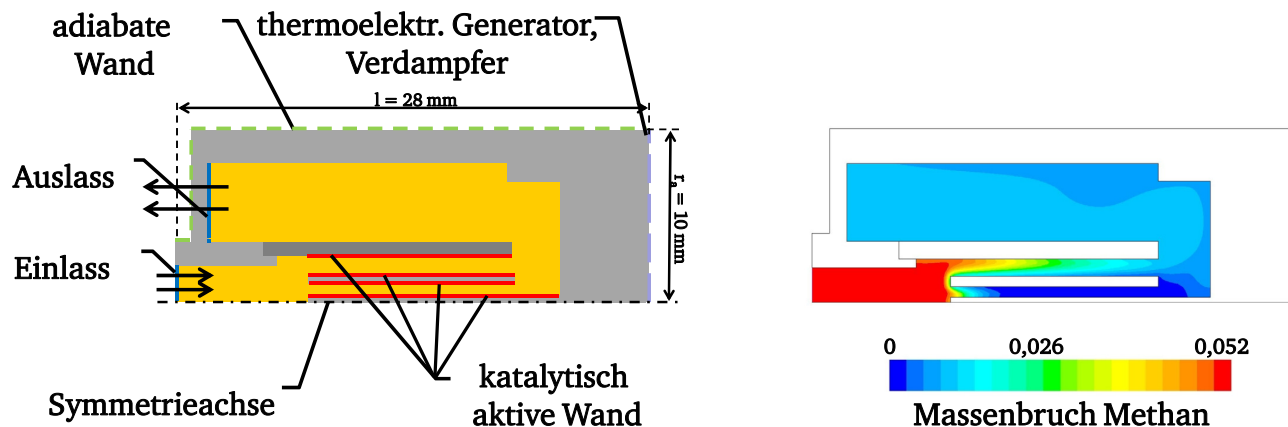 adiabate
Wand
thermoelektr. Generator,
Verdampfer
l = 28 mm
Auslass
rₐ = 10 mm
Einlass
Symmetrieachse
katalytisch
aktive Wand
0 0,026 0,052
Massenbruch Methan